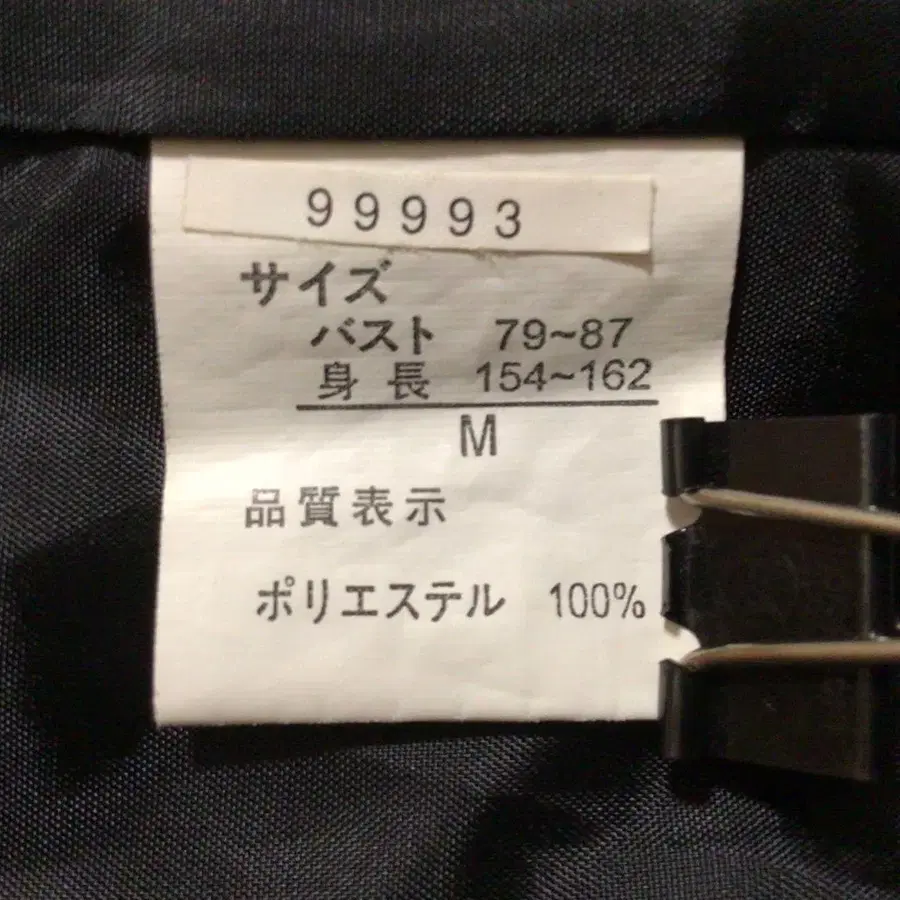 99993
サイズ
バスト 79~87
身長 154~162
M
品質表示
ポリエステル 100%